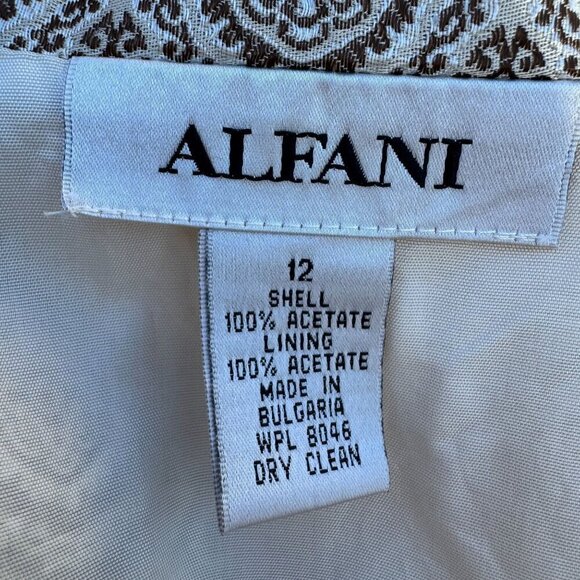 ALFANI
12
SHELL
100% ACETATE
LINING
100% ACETATE
MADE IN
BULGARIA
WPL 8046
DRY CLEAN